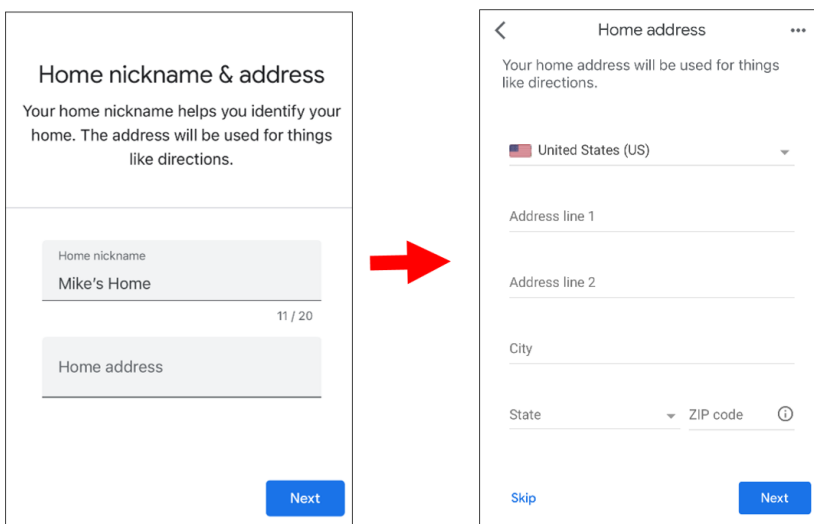 Home nickname & address
Your home nickname helps you identify your
home. The address will be used for things
like directions.
Home nickname
Mike's Home
11 / 20
Home address
Next
Home address
Your home address will be used for things
like directions.
United States (US)
Address line 1
Address line 2
City
State
ZIP code
Skip
Next